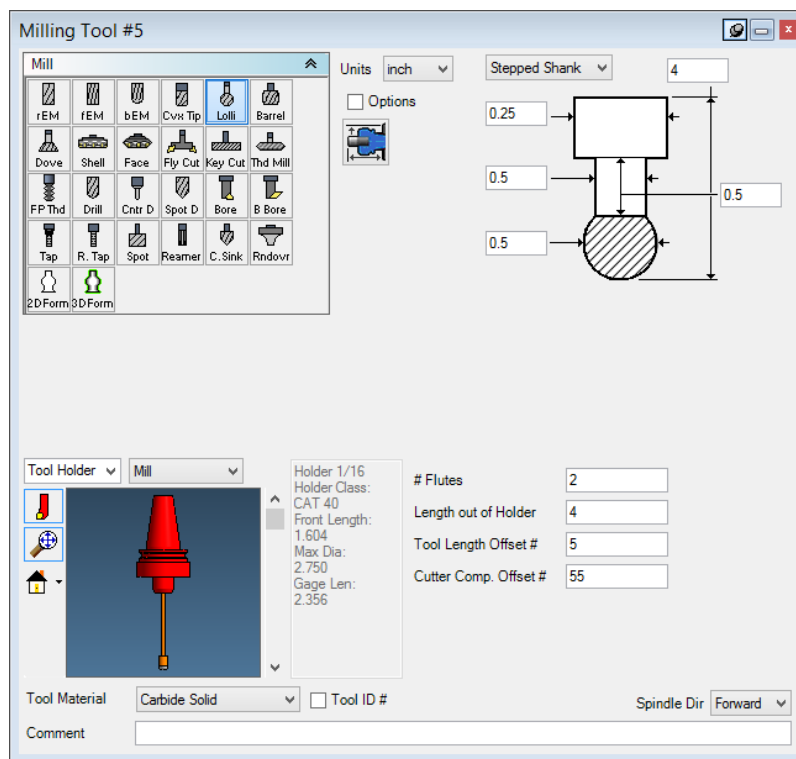 Milling Tool #5
Mill
rEM fEM bEM Cvx Tip Lolli Barrel
Dove Shell Face Fly Cut Key Cut Thd Mill
FP Thd Drill Cntr D Spot D Bore B Bore
Tap R. Tap Spot Reamer C.Sink Rndovr
2DForm 3DForm
Units inch
Options
Stepped Shank 4
0.25
0.5
0.5
0.5
Tool Holder Mill
Holder 1/16
Holder Class:
CAT 40
Front Length:
1.604
Max Dia:
2.750
Gage Len:
2.356
# Flutes 2
Length out of Holder 4
Tool Length Offset # 5
Cutter Comp. Offset # 55
Tool Material Carbide Solid Tool ID # Spindle Dir Forward
Comment